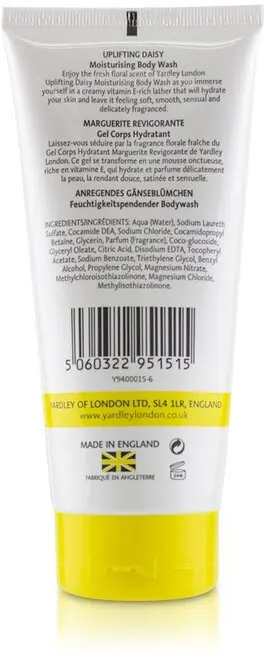 UPLIFTING DAISY
Moisturising Body Wash
Enjoy the fresh floral scent of Yardley London
Uplifting Daisy Moisturising Body Wash as you immerse
yourself in a creamy vitamin E-rich lather that will hydrate
your skin and leave it feeling soft, smooth, sensual and
delicately fragranced.
MARGUERITE REVIGORANTE
Gel Corps Hydratant
Laissez-vous séduire par la fragrance florale fraîche du
Gel Corps Hydratant Marguerite Revigorante de Yardley
London. Ce gel se transforme en une mousse onctueuse,
riche en vitamine E, qui hydrate et parfume délicatement
la peau, la rendant douce, satinée et sensuelle.
ANREGENDES GÄNSEBLÜMCHEN
Feuchtigkeitspendender Bodywash
INGREDIENTS/INGRÉDIENTS: Aqua (Water), Sodium Laureth
Sulfate, Cocamide DEA, Sodium Chloride, Cocamidopropyl
Betaine, Glycerin, Parfum (Fragrance), Coco-glucoside,
Glyceryl Oleate, Citric Acid, Disodium EDTA, Tocopheryl
Acetate, Sodium Benzoate, Triethylene Glycol, Benzyl
Alcohol, Propylene Glycol, Magnesium Nitrate,
Methylchloroisothiazolinone, Magnesium Chloride,
Methylisothiazolinone.
5 060322 951515
Y9400015-6
YARDLEY OF LONDON LTD, SL4 1LR, ENGLAND
www.yardleylondon.co.uk
MADE IN ENGLAND
FABRIQUÉ EN ANGLETERRE
24M